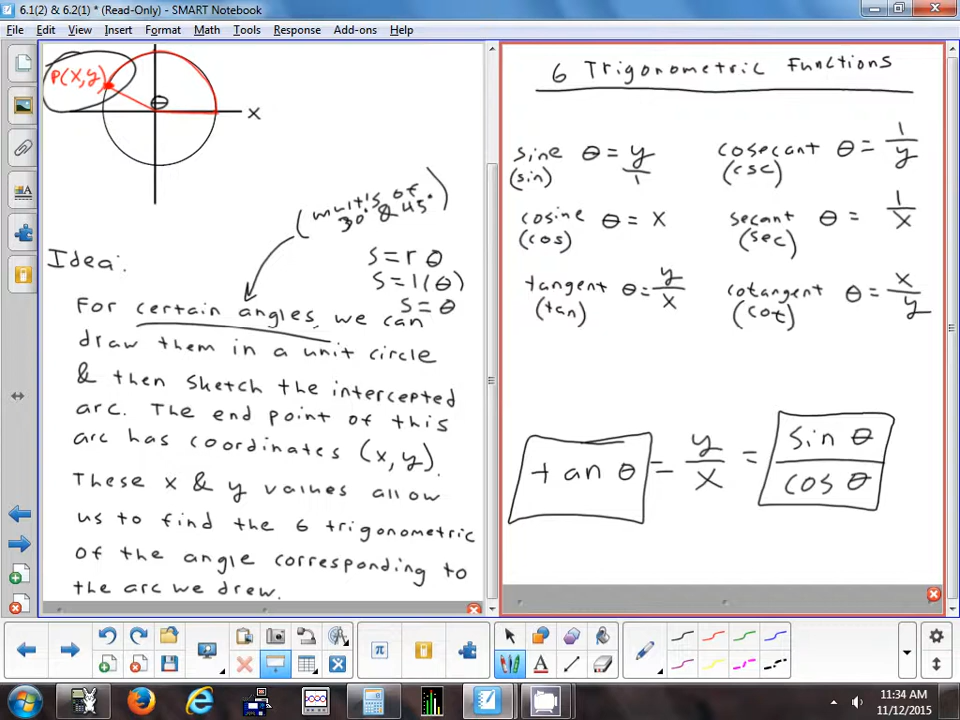 6.1(2) & 6.2(1) * (Read-Only) - SMART Notebook
File Edit View Insert Format Math Tools Response Add-ons Help
P(x,y)
θ
x
(mult's of
30° & 45°)
Idea:
s = r θ
s = 1(θ)
s = θ
For certain angles, we can
draw them in a unit circle
& then sketch the intercepted
arc. The end point of this
arc has coordinates (x,y).
These x & y values allow
us to find the 6 trigonometric
of the angle corresponding to
the arc we drew.
6 Trigonometric Functions
sine θ = y/1
(sin)
cosecant θ = 1/y
(csc)
cosine θ = x
(cos)
secant θ = 1/x
(sec)
tangent θ = y/x
(tan)
cotangent θ = x/y
(cot)
tan θ = y/x = sin θ/cos θ
11:34 AM
11/12/2015